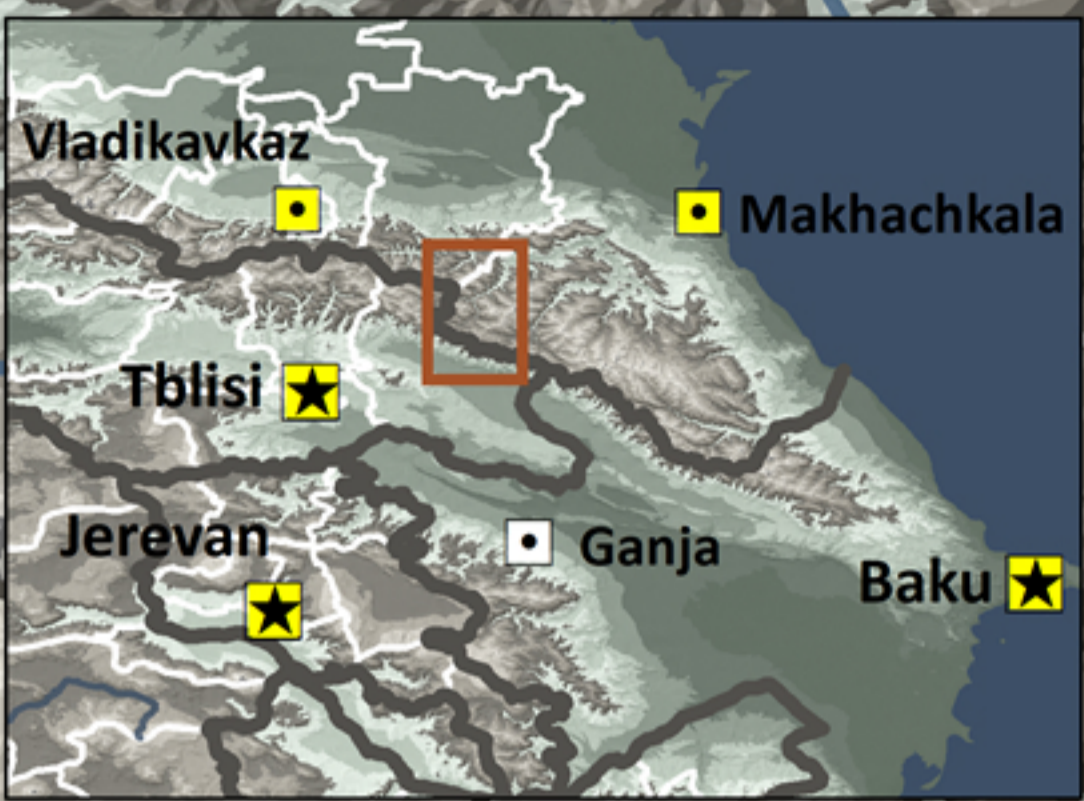 Vladikavkaz
Makhachkala
Tblisi
Jerevan
Ganja
Baku